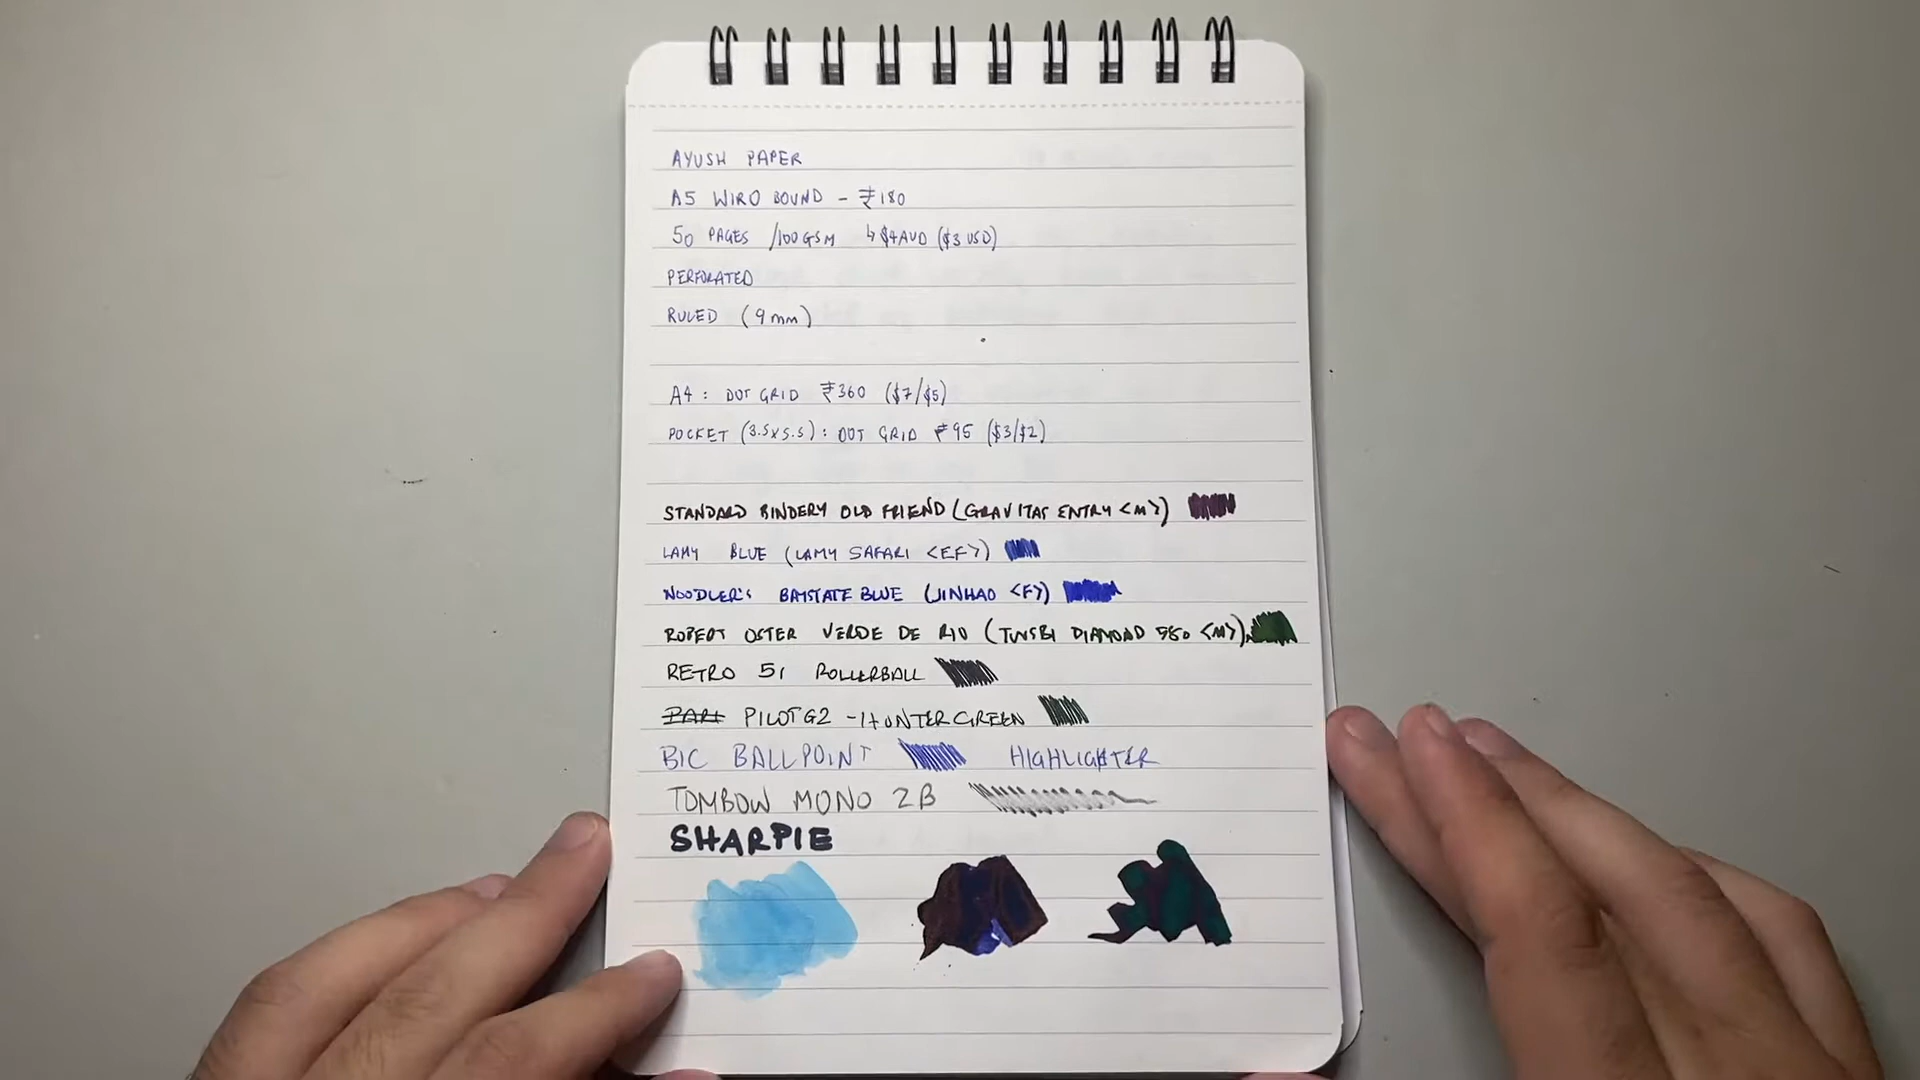 AYUSH PAPER
A5 WIRO BOUND - ₹180
50 PAGES /100GSM ↳ $4AUD ($3 USD)
PERFORATED
RULED (9mm)
A4: DOT GRID ₹360 ($7/$5)
POCKET (3.5x5.5): DOT GRID ₹95 ($3/$2)
STANDARD BINDERY OLD FRIEND (GRAVITAS ENTRY <M>)
LAMY BLUE (LAMY SAFARI <EF>)
NOODLER'S BAYSTATE BLUE (JINHAO <F>)
ROBERT OSTER VERDE DE RIO (TWSBI DIAMOND 580 <M>)
RETRO 51 ROLLERBALL
PILOT G2 - HUNTER GREEN
BIC BALLPOINT HIGHLIGHTER
TOMBOW MONO 2B
SHARPIE